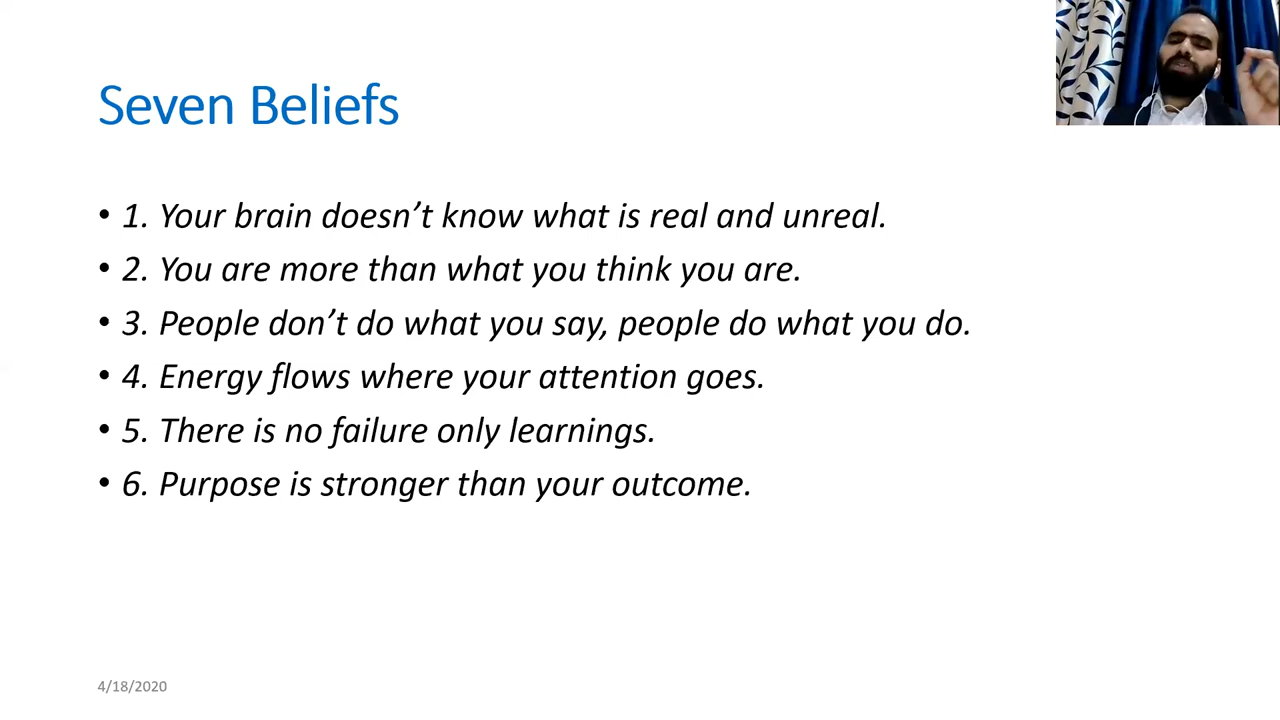 Seven Beliefs
• 1. Your brain doesn’t know what is real and unreal.
• 2. You are more than what you think you are.
• 3. People don’t do what you say, people do what you do.
• 4. Energy flows where your attention goes.
• 5. There is no failure only learnings.
• 6. Purpose is stronger than your outcome.
4/18/2020